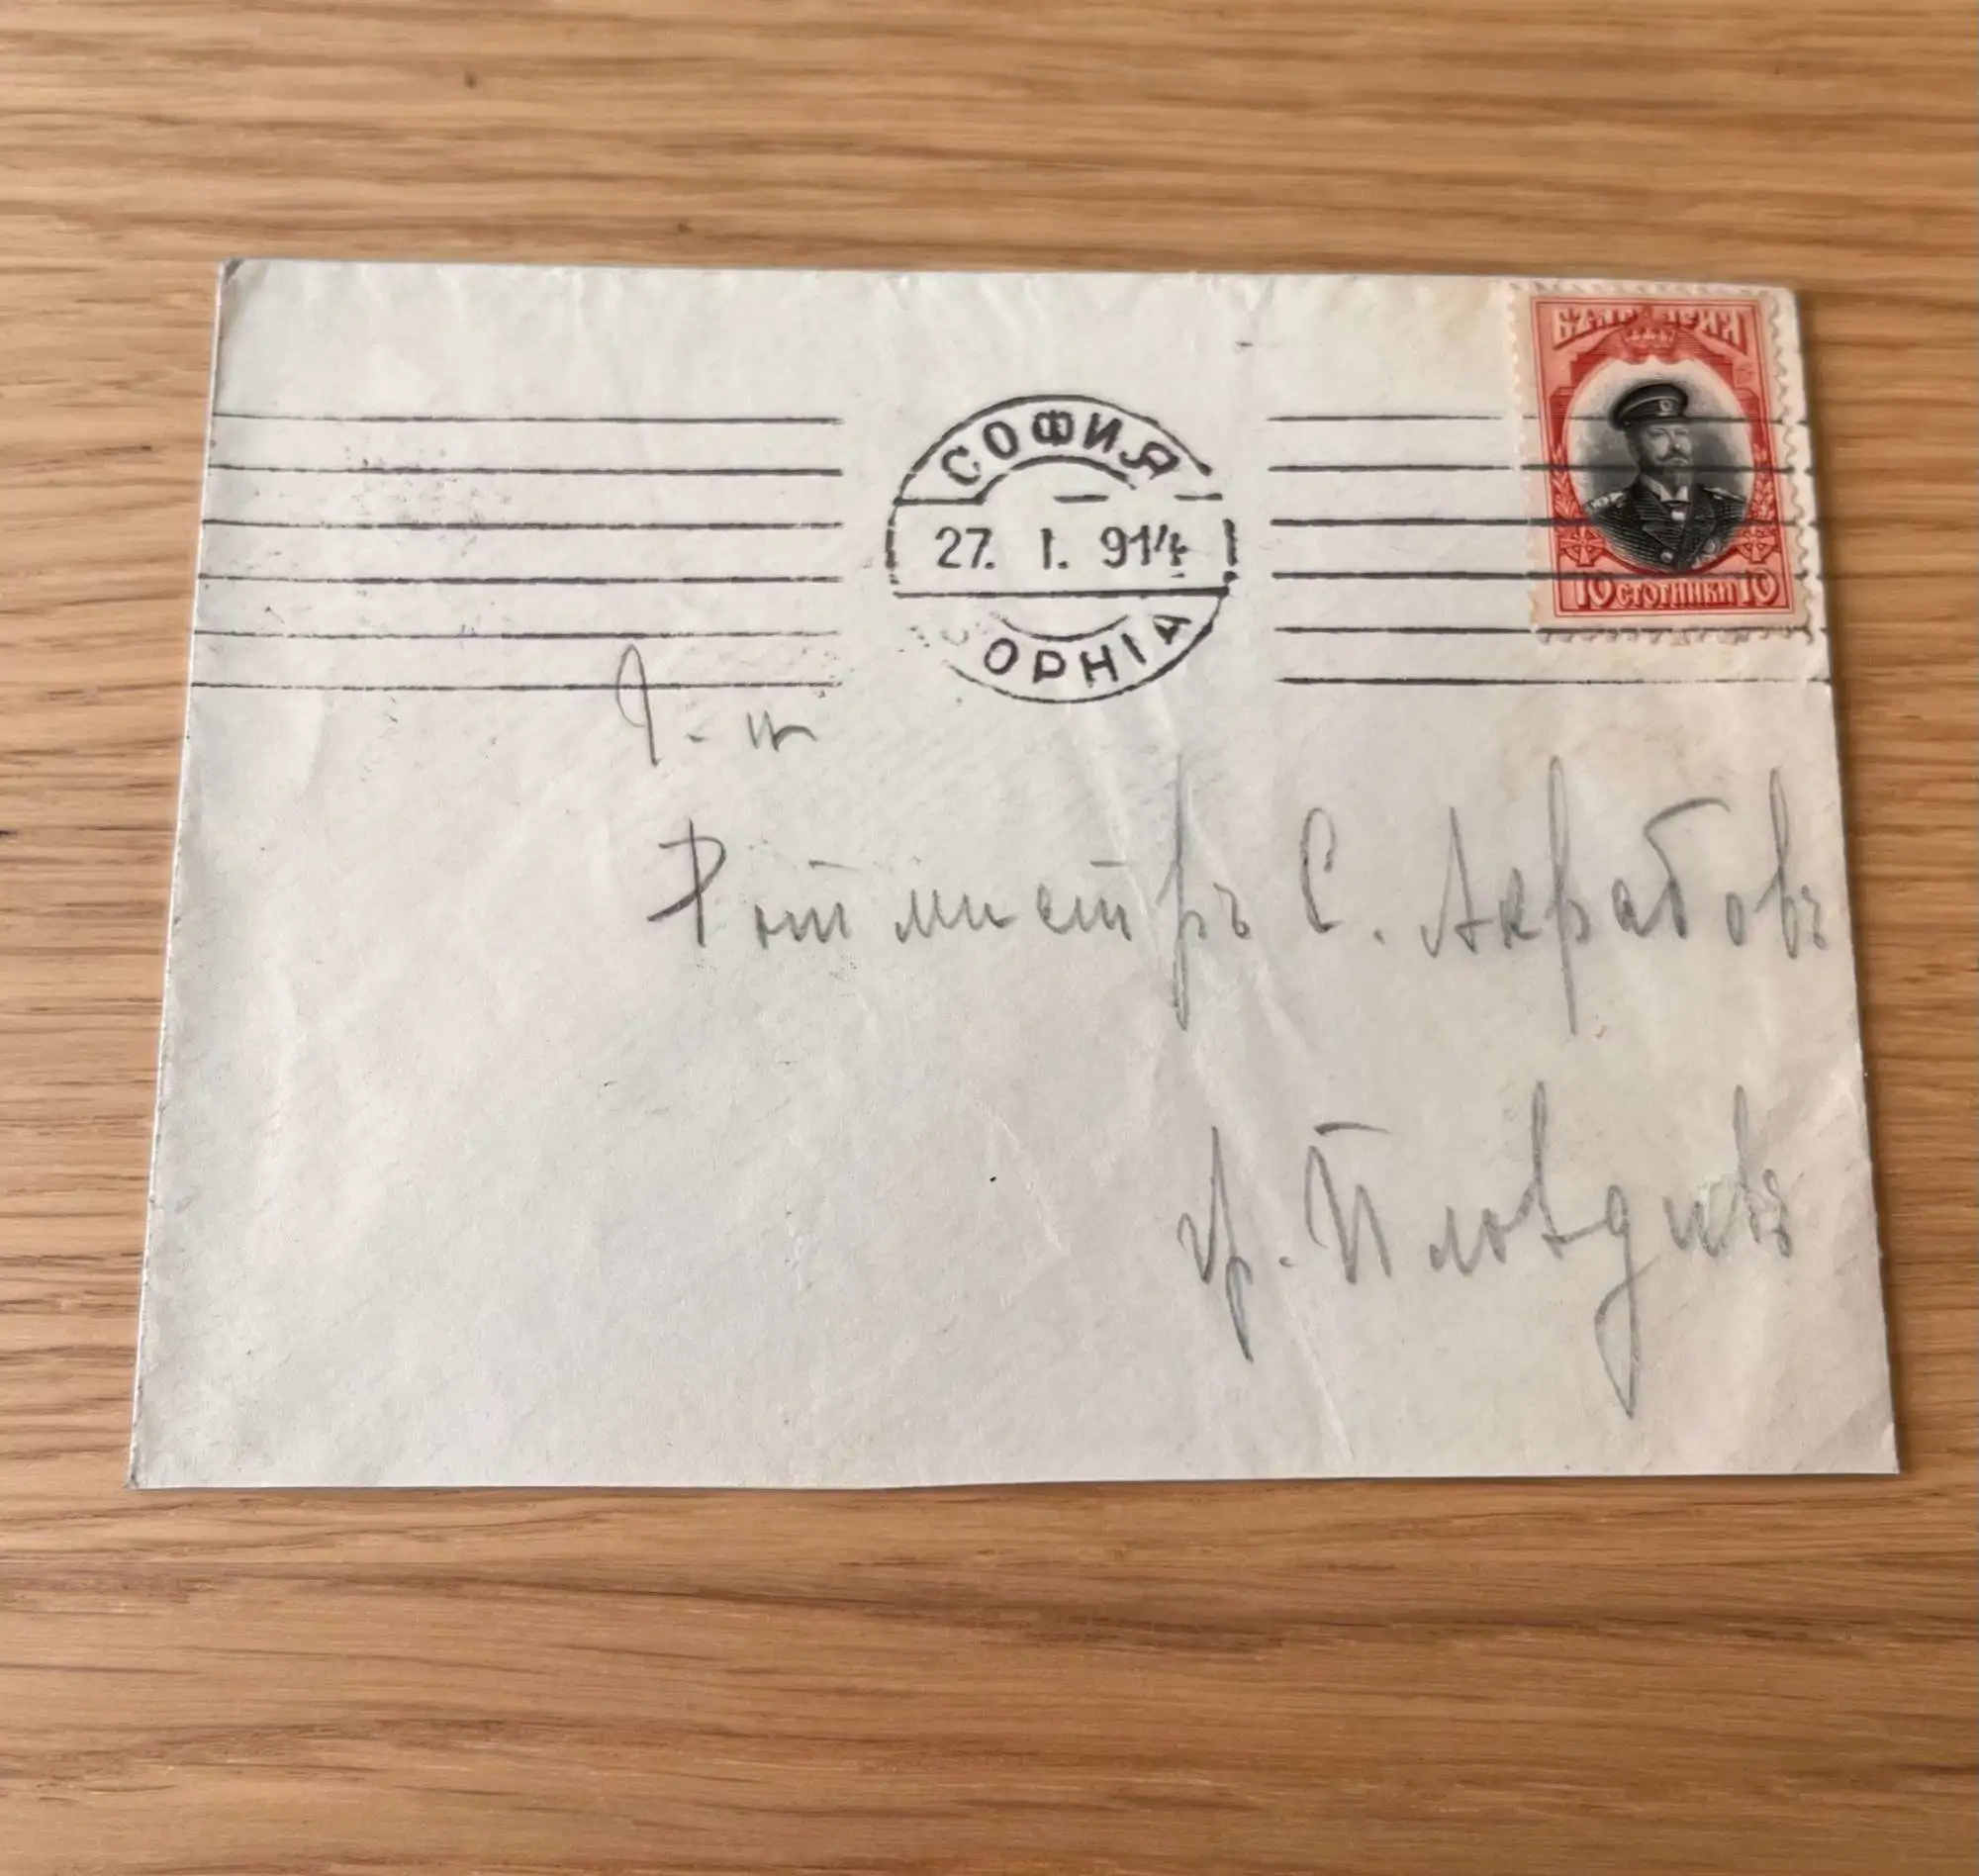 БЪЛГАРИЯ
10 СТОТИНКИ 10
СОФИЯ
27. I. 914
SOPHIA
Г-нъ
Ротмистръ С. Акрабовъ
гр. Пловдивъ